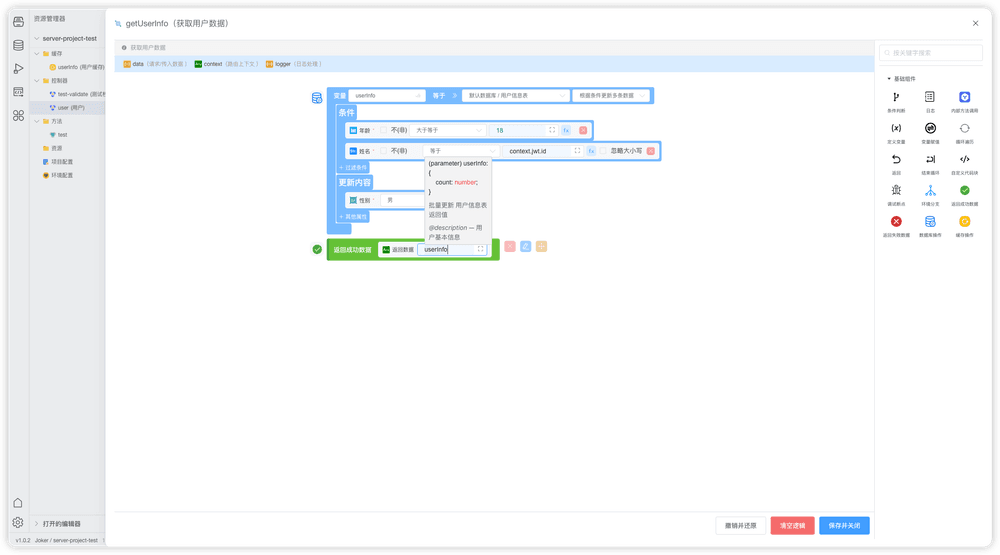 资源管理器
server-project-test
缓存
userinfo (用户缓存)
控制器
test-validate (测试
user (用户)
方法
test
资源
项目配置
环境配置
打开的编辑器
v1.0.2 Joker / server-project-test
getUserInfo（获取用户数据）
获取用户数据
data（请求/传入数据）
context（路由上下文）
logger（日志处理）
变量 userInfo 等于 默认数据库 / 用户信息表 根据条件更新多条数据
条件
年龄 * 不(非) 大于等于 18 fx
姓名 * 不(非) 等于 context.jwt.id fx 忽略大小写
+ 过滤条件
更新内容
性别 * 男
+ 其他属性
(parameter) userInfo:
{
count: number;
}
批量更新 用户信息表
返回值
@description — 用
户基本信息
返回成功数据 返回数据 userInfo
按关键字搜索
基础组件
条件判断 日志 内部方法调用
定义变量 变量赋值 循环遍历
返回 结束循环 自定义代码块
调试断点 环境分支 返回成功数据
返回失败数据 数据库操作 缓存操作
撤销并还原 清空逻辑 保存并关闭